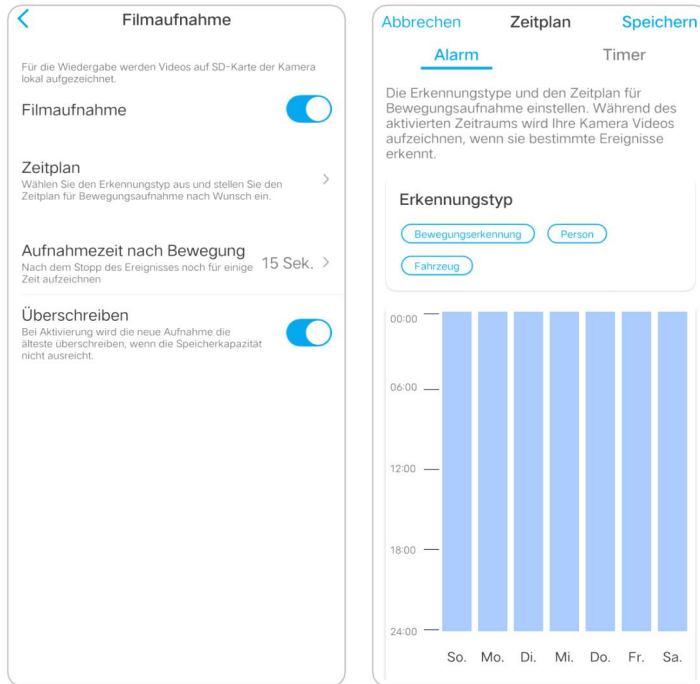 Filmaufnahme
Für die Wiedergabe werden Videos auf SD-Karte der Kamera
lokal aufgezeichnet.
Filmaufnahme
Zeitplan
Wählen Sie den Erkennungstyp aus und stellen Sie den
Zeitplan für Bewegungsaufnahme nach Wunsch ein.
Aufnahmezeit nach Bewegung
Nach dem Stopp des Ereignisses noch für einige
Zeit aufzeichnen
15 Sek.
Überschreiben
Bei Aktivierung wird die neue Aufnahme die
älteste überschreiben, wenn die Speicherkapazität
nicht ausreicht.
Abbrechen Zeitplan Speichern
Alarm Timer
Die Erkennungstype und den Zeitplan für
Bewegungsaufnahme einstellen. Während des
aktivierten Zeitraums wird Ihre Kamera Videos
aufzeichnen, wenn sie bestimmte Ereignisse
erkennt.
Erkennungstyp
Bewegungserkennung Person
Fahrzeug
00:00
06:00
12:00
18:00
24:00
So. Mo. Di. Mi. Do. Fr. Sa.